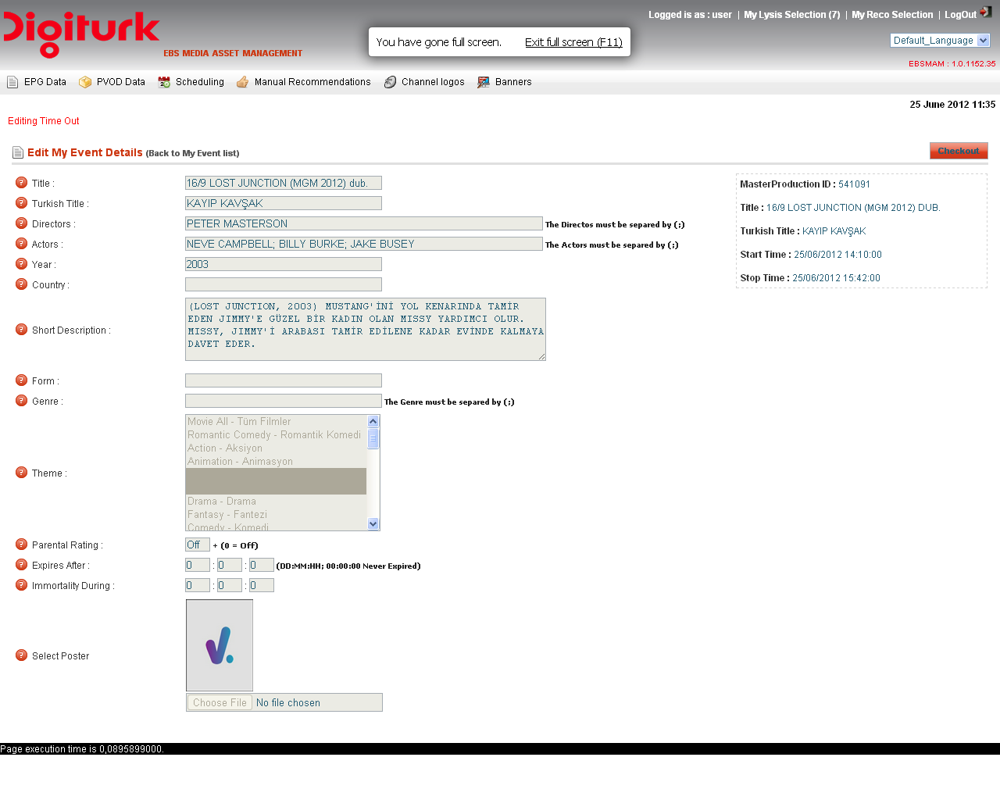 Digiturk
EBS MEDIA ASSET MANAGEMENT
You have gone full screen. Exit full screen (F11)
Logged is as : user | My Lysis Selection (7) | My Reco Selection | LogOut
Default_Language
EBSMAM : 1.0.1152.35
EPG Data PVOD Data Scheduling Manual Recommendations Channel logos Banners
25 June 2012 11:35
Editing Time Out
Edit My Event Details (Back to My Event list)
Checkout
Title : 16/9 LOST JUNCTION (MGM 2012) dub.
Turkish Title : KAYIP KAVŞAK
Directors : PETER MASTERSON The Directos must be separed by (;)
Actors : NEVE CAMPBELL; BILLY BURKE; JAKE BUSEY The Actors must be separed by (;)
Year : 2003
Country :
Short Description : (LOST JUNCTION, 2003) MUSTANG'İNİ YOL KENARINDA TAMİR
EDEN JIMMY'E GÜZEL BİR KADIN OLAN MISSY YARDIMCI OLUR.
MISSY, JIMMY'İ ARABASI TAMİR EDİLENE KADAR EVİNDE KALMAYA
DAVET EDER.
Form :
Genre : The Genre must be separed by (;)
Theme :
Movie All - Tüm Filmler
Romantic Comedy - Romantik Komedi
Action - Aksiyon
Animation - Animasyon
Drama - Drama
Fantasy - Fantezi
Comedy - Komedi
Parental Rating : Off + (0 = Off)
Expires After : 0 : 0 : 0 (DD:MM:HH; 00:00:00 Never Expired)
Immortality During : 0 : 0 : 0
Select Poster
Choose File No file chosen
MasterProduction ID : 541091
Title : 16/9 LOST JUNCTION (MGM 2012) DUB.
Turkish Title : KAYIP KAVŞAK
Start Time : 25/06/2012 14:10:00
Stop Time : 25/06/2012 15:42:00
Page execution time is 0,0895899000.